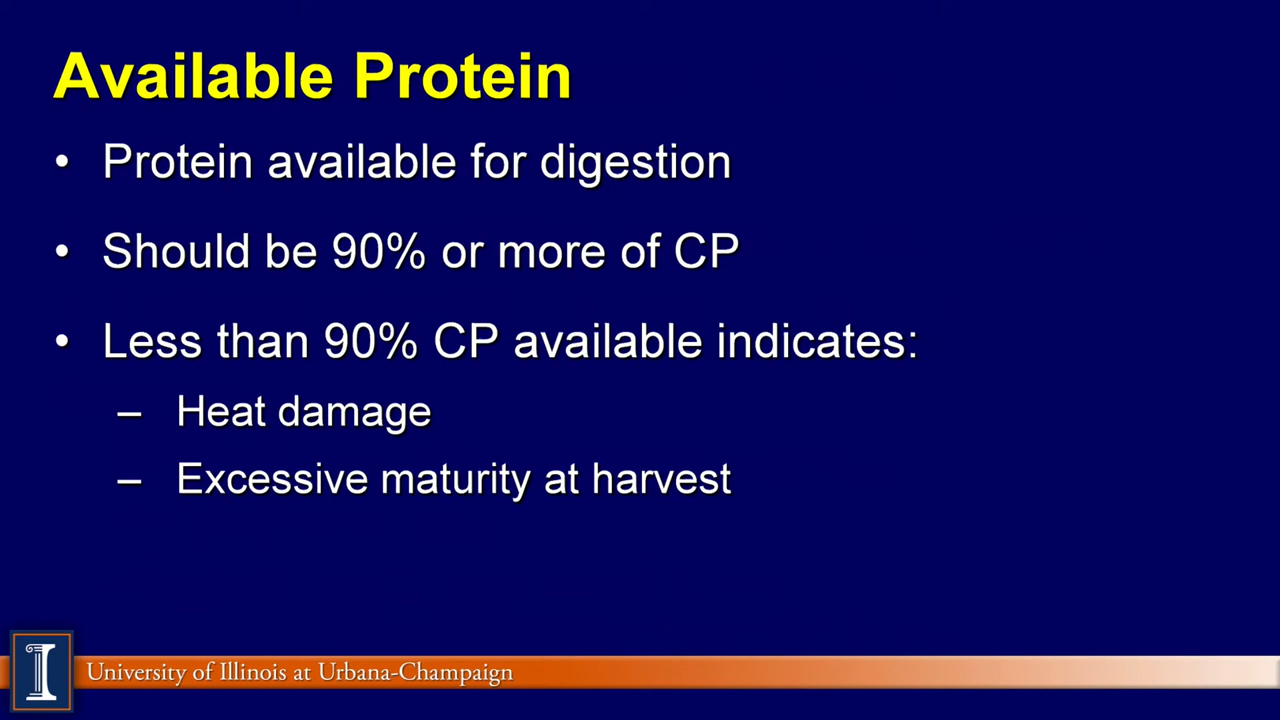 Available Protein
• Protein available for digestion
• Should be 90% or more of CP
• Less than 90% CP available indicates:
– Heat damage
– Excessive maturity at harvest
I
University of Illinois at Urbana-Champaign